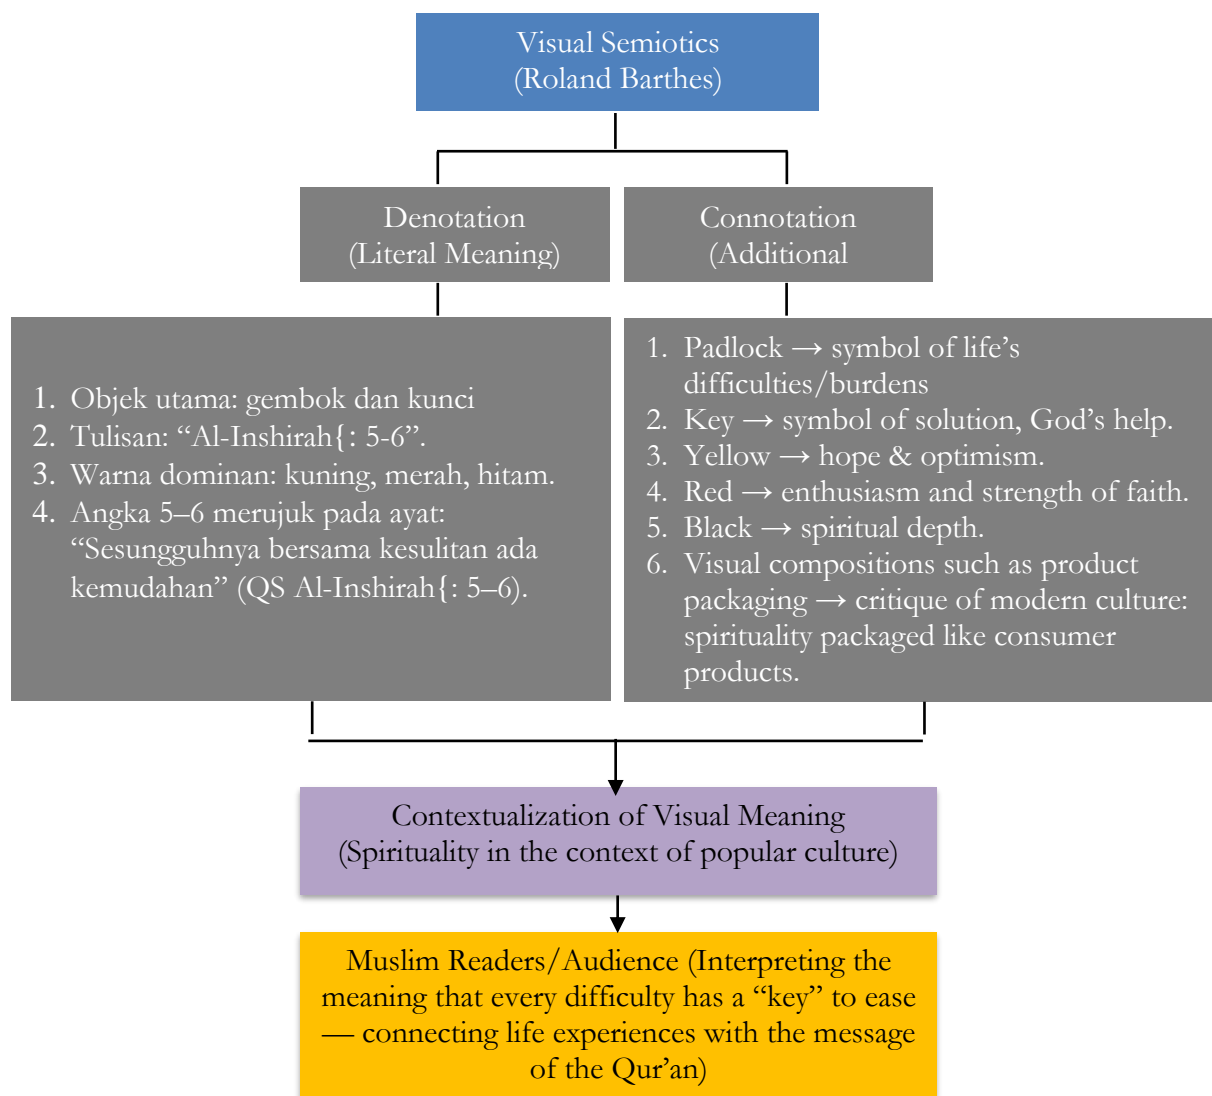 Visual Semiotics
(Roland Barthes)
Denotation
(Literal Meaning)
Connotation
(Additional
1. Objek utama: gembok dan kunci
2. Tulisan: “Al-Inshirah{: 5-6”.
3. Warna dominan: kuning, merah, hitam.
4. Angka 5–6 merujuk pada ayat:
“Sesungguhnya bersama kesulitan ada
kemudahan” (QS Al-Inshirah{: 5–6).
1. Padlock → symbol of life’s
difficulties/burdens
2. Key → symbol of solution, God’s help.
3. Yellow → hope & optimism.
4. Red → enthusiasm and strength of faith.
5. Black → spiritual depth.
6. Visual compositions such as product
packaging → critique of modern culture:
spirituality packaged like consumer
products.
Contextualization of Visual Meaning
(Spirituality in the context of popular culture)
Muslim Readers/Audience (Interpreting the
meaning that every difficulty has a “key” to ease
— connecting life experiences with the message
of the Qur’an)